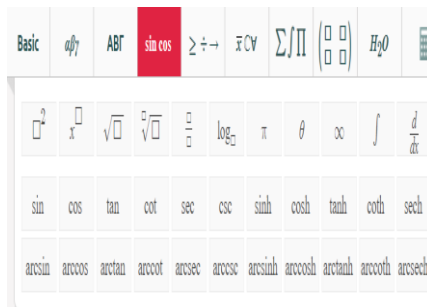 Basic αβγ ΑΒΓ sin cos ≥ ÷ → x̄ ℂ ∀ ∑ ∫ ∏ (□ □ □ □) H₂O
□² x^□ √□ □√□ □/□ log□ π θ ∞ ∫ d/dx
sin cos tan cot sec csc sinh cosh tanh coth sech
arcsin arccos arctan arccot arcsec arccsc arcsinh arccosh arctanh arccoth arcsech